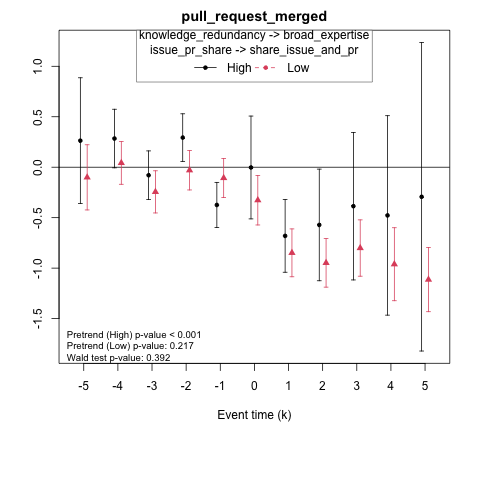 pull_request_merged
knowledge_redundancy -> broad_expertise
issue_pr_share -> share_issue_and_pr
High Low
1.0
0.5
0.0
-0.5
-1.0
-1.5
Pretrend (High) p-value < 0.001
Pretrend (Low) p-value: 0.217
Wald test p-value: 0.392
-5 -4 -3 -2 -1 0 1 2 3 4 5
Event time (k)